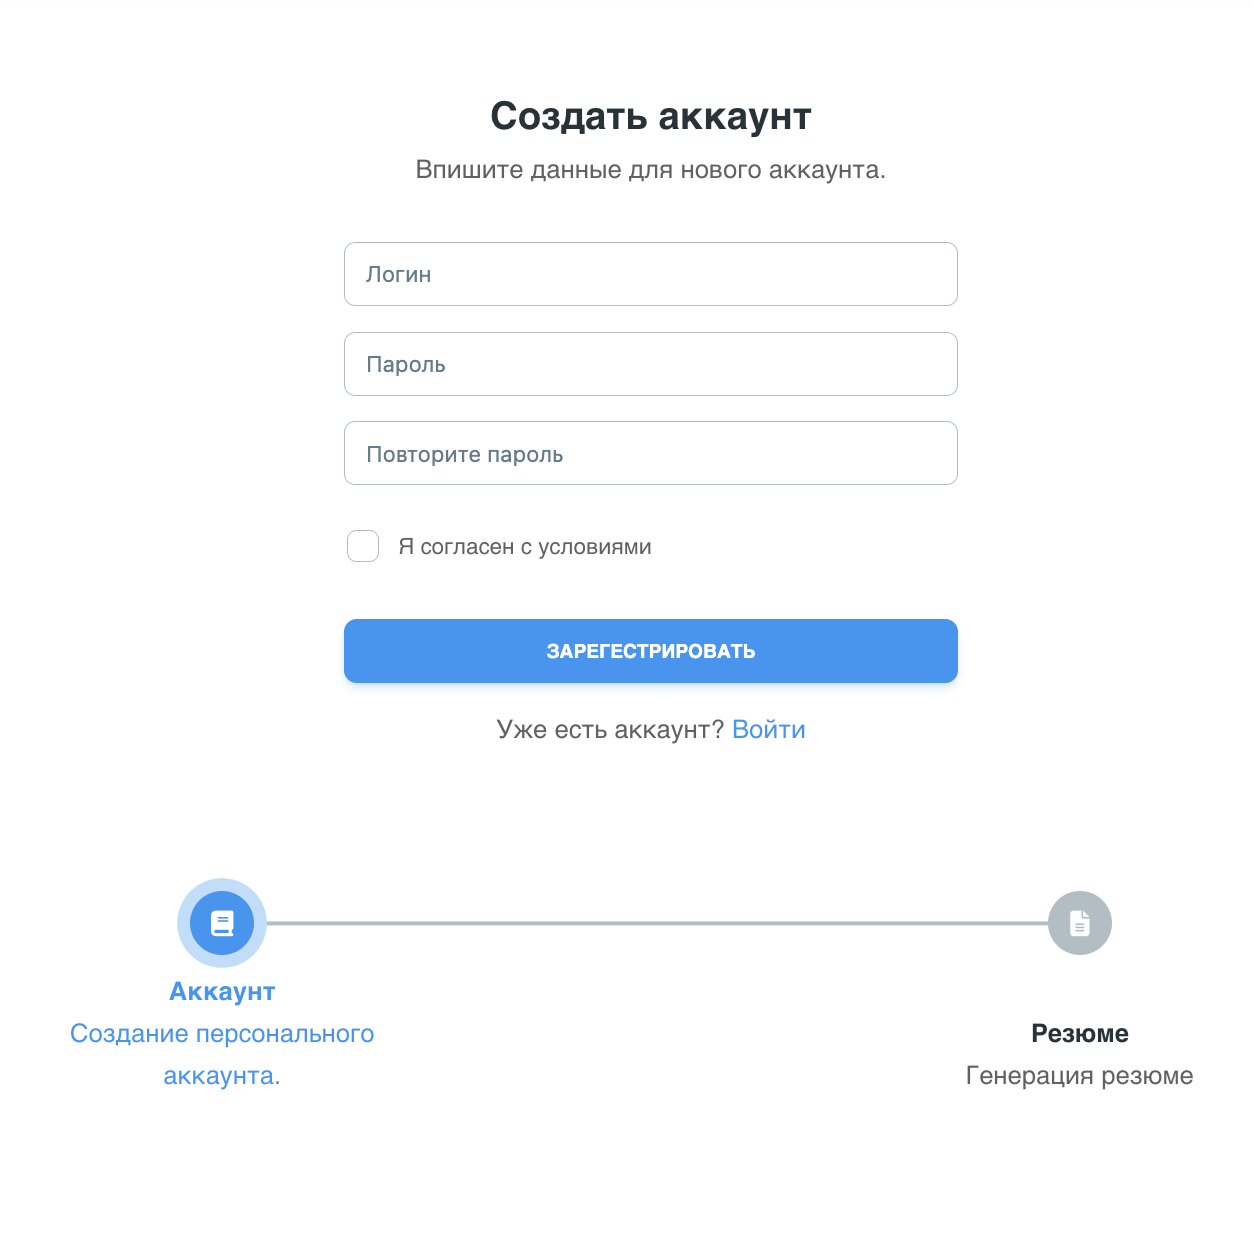 Создать аккаунт
Впишите данные для нового аккаунта.
Логин
Пароль
Повторите пароль
Я согласен с условиями
ЗАРЕГЕСТРИРОВАТЬ
Уже есть аккаунт? Войти
Аккаунт
Создание персонального
аккаунта.
Резюме
Генерация резюме